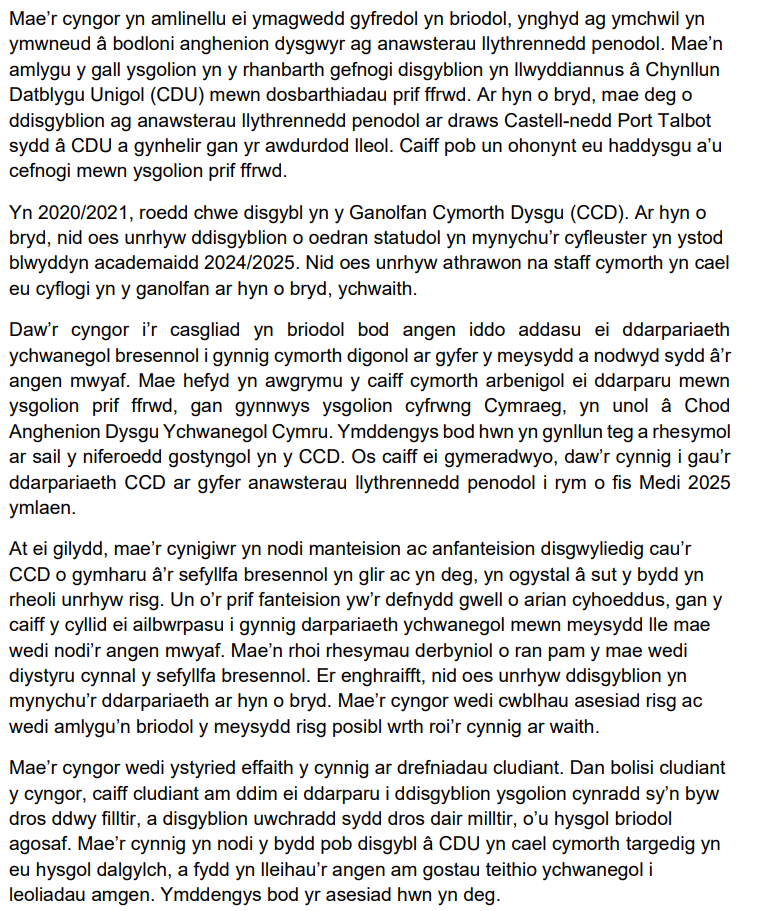 Mae'r cyngor yn amlinellu ei ymagwedd gyfredol yn briodol, ynghyd ag ymchwil yn
ymwneud â bodloni anghenion dysgwyr ag anawsterau llythrennedd penodol. Mae'n
amlygu y gall ysgolion yn y rhanbarth gefnogi disgyblion yn llwyddiannus â Chynllun
Datblygu Unigol (CDU) mewn dosbarthiadau prif ffrwd. Ar hyn o bryd, mae deg o
ddisgyblion ag anawsterau llythrennedd penodol ar draws Castell-nedd Port Talbot
sydd â CDU a gynhelir gan yr awdurdod lleol. Caiff pob un ohonynt eu haddysgu a'u
cefnogi mewn ysgolion prif ffrwd.
Yn 2020/2021, roedd chwe disgybl yn y Ganolfan Cymorth Dysgu (CCD). Ar hyn o
bryd, nid oes unrhyw ddisgyblion o oedran statudol yn mynychu'r cyfleuster yn ystod
blwyddyn academaidd 2024/2025. Nid oes unrhyw athrawon na staff cymorth yn cael
eu cyflogi yn y ganolfan ar hyn o bryd, ychwaith.
Daw'r cyngor i'r casgliad yn briodol bod angen iddo addasu ei ddarpariaeth
ychwanegol bresennol i gynnig cymorth digonol ar gyfer y meysydd a nodwyd sydd â'r
angen mwyaf. Mae hefyd yn awgrymu y caiff cymorth arbenigol ei ddarparu mewn
ysgolion prif ffrwd, gan gynnwys ysgolion cyfrwng Cymraeg, yn unol â Chod
Anghenion Dysgu Ychwanegol Cymru. Ymddengys bod hwn yn gynllun teg a rhesymol
ar sail y niferoedd gostyngol yn y CCD. Os caiff ei gymeradwyo, daw'r cynnig i gau'r
ddarpariaeth CCD ar gyfer anawsterau llythrennedd penodol i rym o fis Medi 2025
ymlaen.
At ei gilydd, mae'r cynigiwr yn nodi manteision ac anfanteision disgwyliedig cau'r
CCD o gymharu â'r sefyllfa bresennol yn glir ac yn deg, yn ogystal â sut y bydd yn
rheoli unrhyw risg. Un o'r prif fanteision yw'r defnydd gwell o arian cyhoeddus, gan y
caiff y cyllid ei ailbwrpasu i gynnig darpariaeth ychwanegol mewn meysydd lle mae
wedi nodi'r angen mwyaf. Mae'n rhoi rhesymau derbyniol o ran pam y mae wedi
diystyru cynnal y sefyllfa bresennol. Er enghraifft, nid oes unrhyw ddisgyblion yn
mynychu'r ddarpariaeth ar hyn o bryd. Mae'r cyngor wedi cwblhau asesiad risg ac
wedi amlygu'n briodol y meysydd risg posibl wrth roi'r cynnig ar waith.
Mae'r cyngor wedi ystyried effaith y cynnig ar drefniadau cludiant. Dan bolisi cludiant
y cyngor, caiff cludiant am ddim ei ddarparu i ddisgyblion ysgolion cynradd sy'n byw
dros ddwy filltir, a disgyblion uwchradd sydd dros dair milltir, o'u hysgol briodol
agosaf. Mae'r cynnig yn nodi y bydd pob disgybl â CDU yn cael cymorth targedig yn
eu hysgol dalgylch, a fydd yn lleihau'r angen am gostau teithio ychwanegol i
leoliadau amgen. Ymddengys bod yr asesiad hwn yn deg.